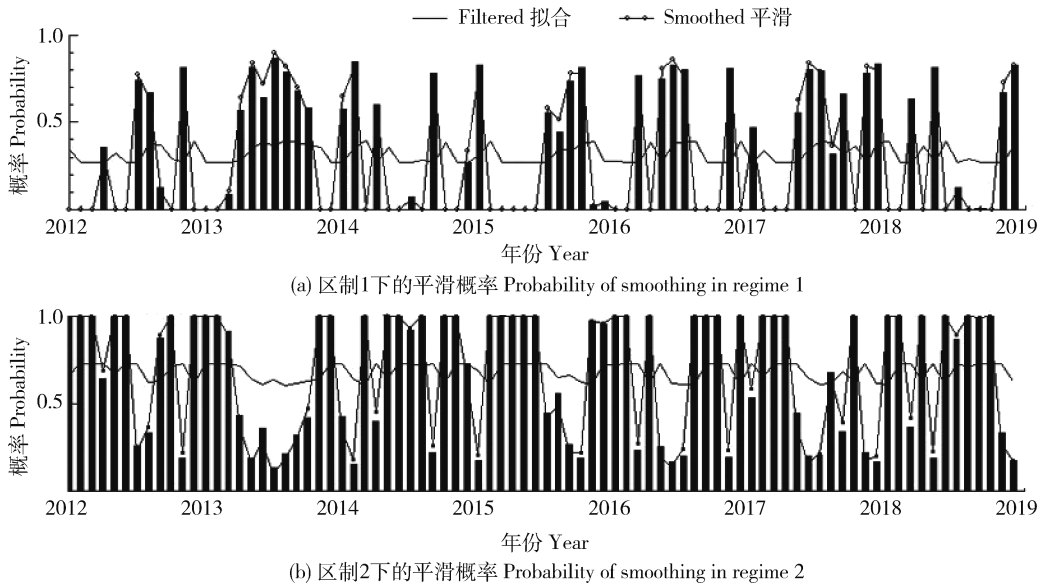 Filtered 拟合 Smoothed 平滑
概率 Probability
1.0
0.5
0
2012 2013 2014 2015 2016 2017 2018 2019
年份 Year
(a) 区制1下的平滑概率 Probability of smoothing in regime 1
概率 Probability
1.0
0.5
2012 2013 2014 2015 2016 2017 2018 2019
年份 Year
(b) 区制2下的平滑概率 Probability of smoothing in regime 2